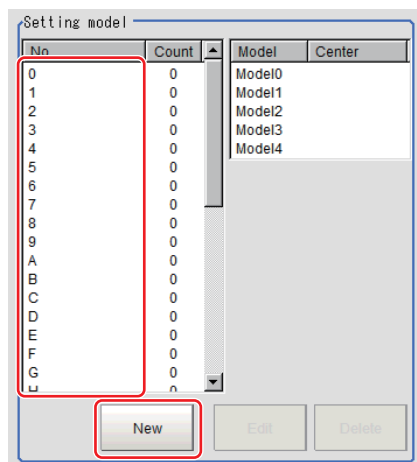 Setting model
No. Count Model Center
0 0 Model0
1 0 Model1
2 0 Model2
3 0 Model3
4 0 Model4
5 0
6 0
7 0
8 0
9 0
A 0
B 0
C 0
D 0
E 0
F 0
G 0
H 0
New Edit Delete